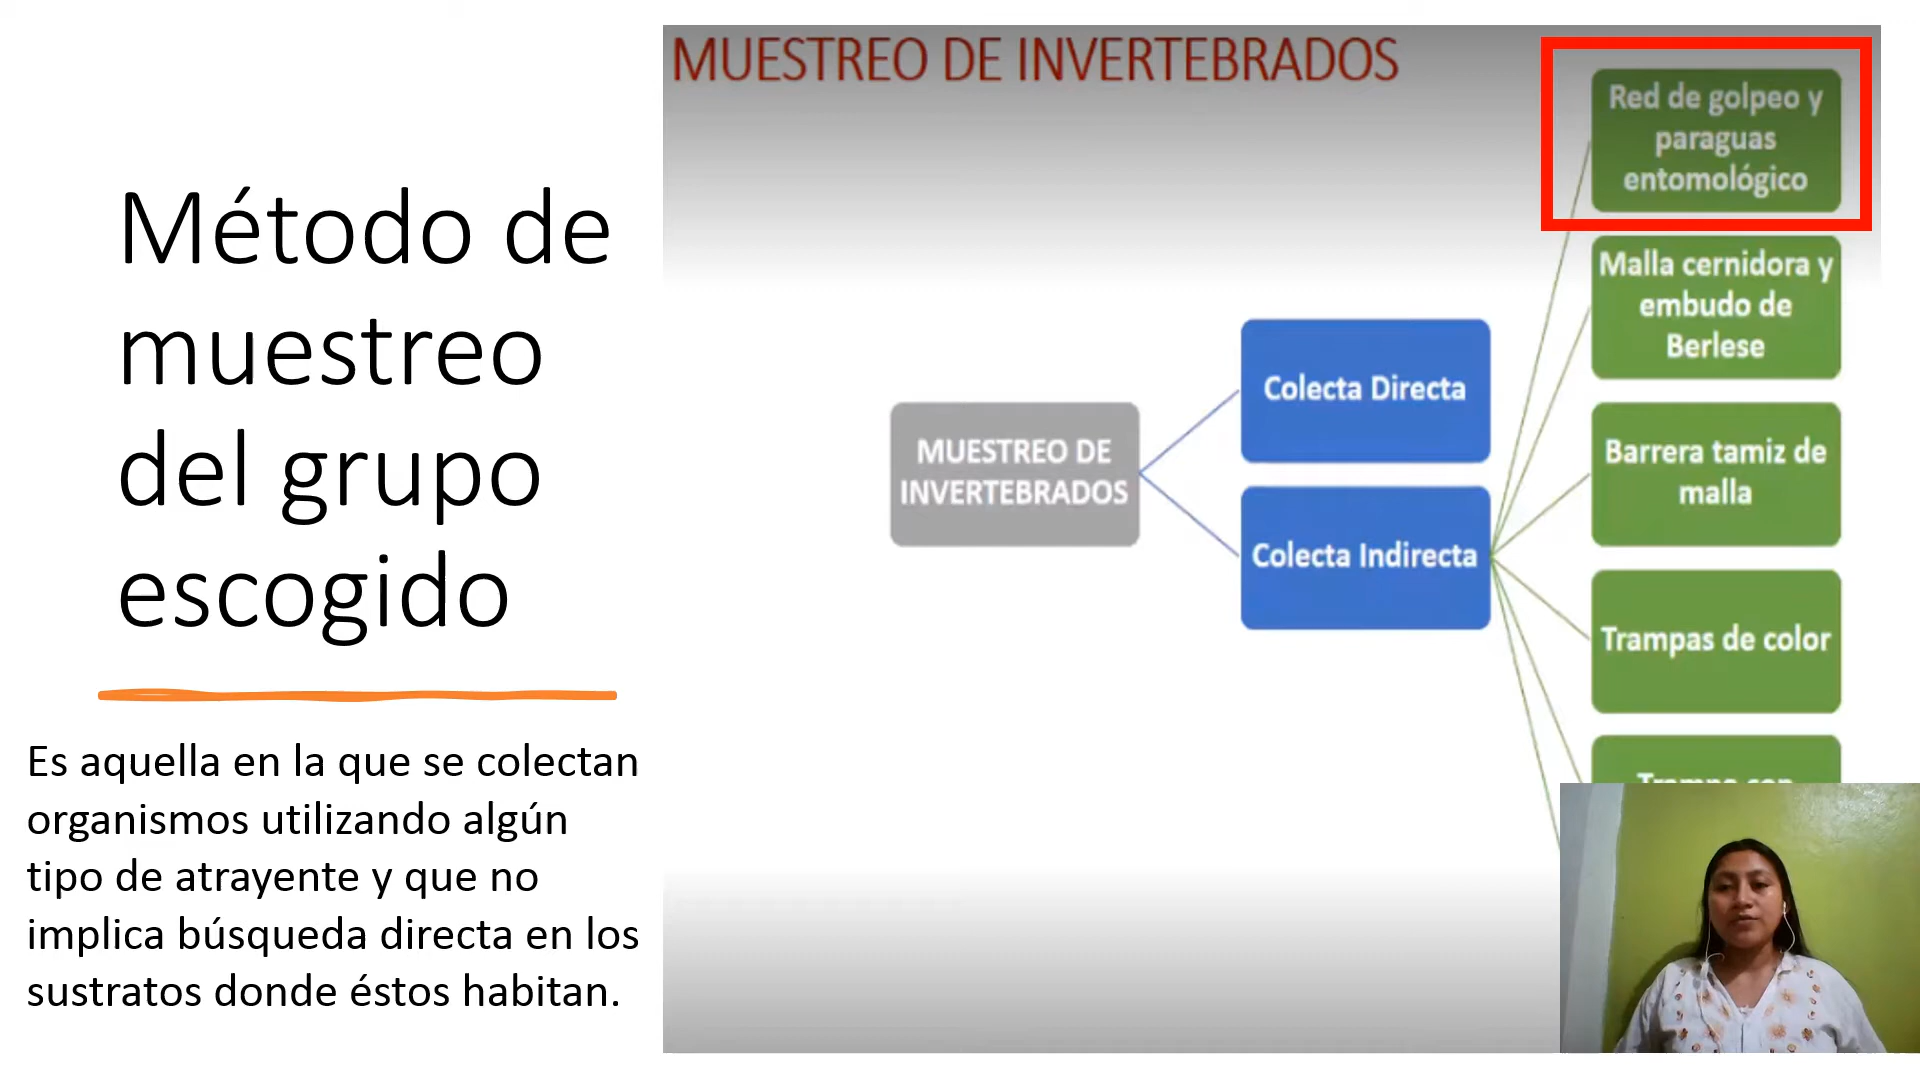 Método de
muestreo
del grupo
escogido
Es aquella en la que se colectan
organismos utilizando algún
tipo de atrayente y que no
implica búsqueda directa en los
sustratos donde éstos habitan.
MUESTREO DE INVERTEBRADOS
MUESTREO DE
INVERTEBRADOS
Colecta Directa
Colecta Indirecta
Red de golpeo y
paraguas
entomológico
Malla cernidora y
embudo de
Berlese
Barrera tamiz de
malla
Trampas de color